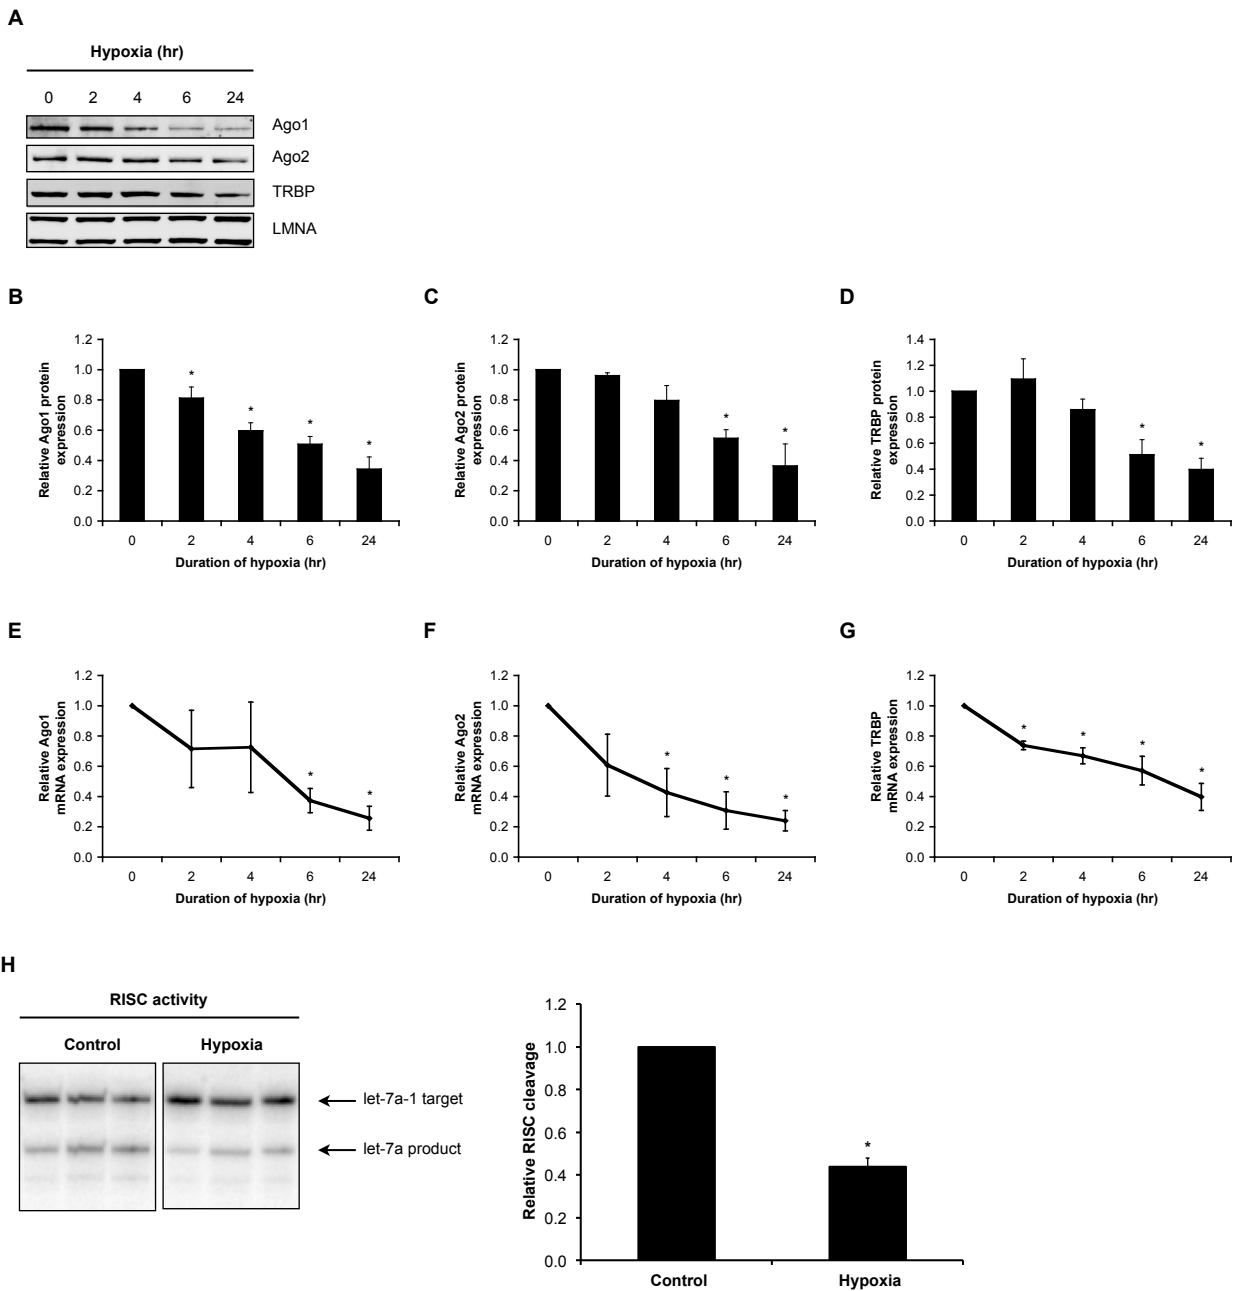 A
Hypoxia (hr)
0 2 4 6 24
Ago1
Ago2
TRBP
LMNA
B
Relative Ago1 protein
expression
1.2
1.0
0.8
0.6
0.4
0.2
0.0
*
*
*
*
0 2 4 6 24
Duration of hypoxia (hr)
C
Relative Ago2 protein
expression
1.2
1.0
0.8
0.6
0.4
0.2
0.0
*
*
0 2 4 6 24
Duration of hypoxia (hr)
D
Relative TRBP protein
expression
1.4
1.2
1.0
0.8
0.6
0.4
0.2
0.0
*
*
0 2 4 6 24
Duration of hypoxia (hr)
E
Relative Ago1
mRNA expression
1.2
1.0
0.8
0.6
0.4
0.2
0.0
*
*
0 2 4 6 24
Duration of hypoxia (hr)
F
Relative Ago2
mRNA expression
1.2
1.0
0.8
0.6
0.4
0.2
0.0
*
*
*
0 2 4 6 24
Duration of hypoxia (hr)
G
Relative TRBP
mRNA expression
1.2
1.0
0.8
0.6
0.4
0.2
0.0
*
*
*
*
0 2 4 6 24
Duration of hypoxia (hr)
H
RISC activity
Control Hypoxia
let-7a-1 target
let-7a product
Relative RISC cleavage
1.2
1.0
0.8
0.6
0.4
0.2
0.0
*
Control Hypoxia